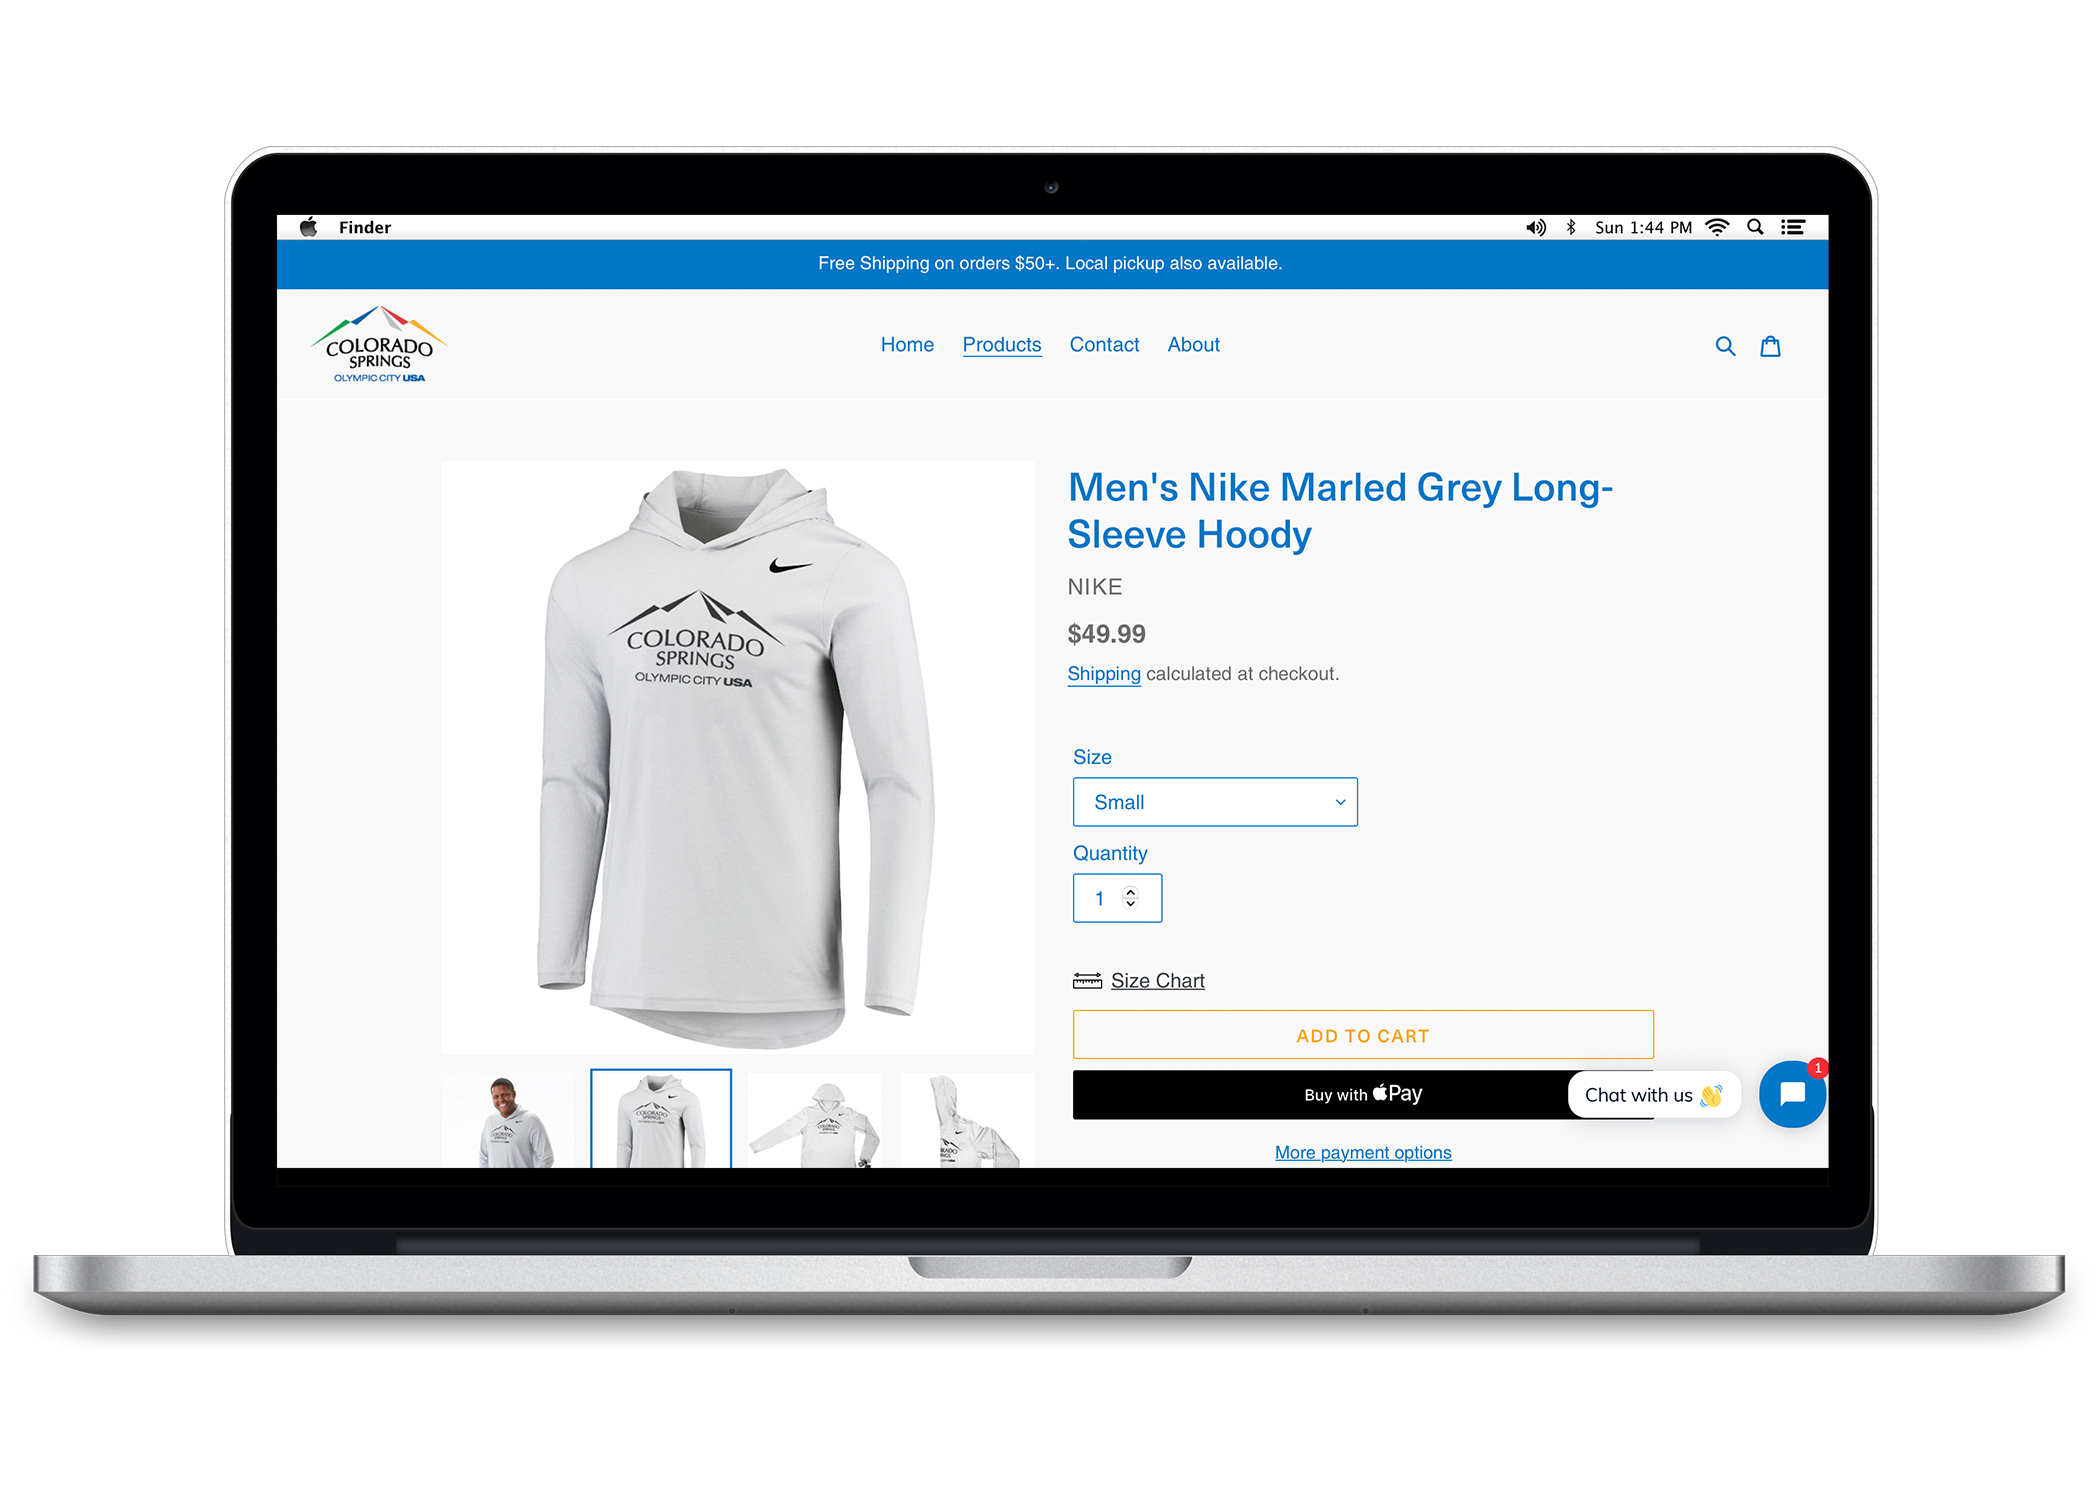 Finder
Sun 1:44 PM
Free Shipping on orders $50+. Local pickup also available.
COLORADO
SPRINGS
OLYMPIC CITY USA
Home Products Contact About
COLORADO
SPRINGS
OLYMPIC CITY USA
Men's Nike Marled Grey Long-
Sleeve Hoody
NIKE
$49.99
Shipping calculated at checkout.
Size
Small
Quantity
1
Size Chart
ADD TO CART
Buy with Pay
Chat with us 👋
1
More payment options
COLORADO
SPRINGS